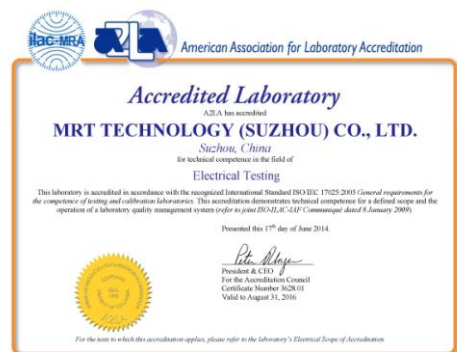 ilac-MRA
A2LA
American Association for Laboratory Accreditation
Accredited Laboratory
A2LA has accredited
MRT TECHNOLOGY (SUZHOU) CO., LTD.
Suzhou, China
for technical competence in the field of
Electrical Testing
This laboratory is accredited in accordance with the recognized International Standard ISO/IEC 17025:2005 General requirements for
the competence of testing and calibration laboratories. This accreditation demonstrates technical competence for a defined scope and the
operation of a laboratory quality management system (refer to joint ISO-ILAC-IAF Communiqué dated 8 January 2009).
Presented this 17th day of June 2014.
President & CEO
For the Accreditation Council
Certificate Number 3628.01
Valid to August 31, 2016
A2LA
For the tests to which this accreditation applies, please refer to the laboratory's Electrical Scope of Accreditation.